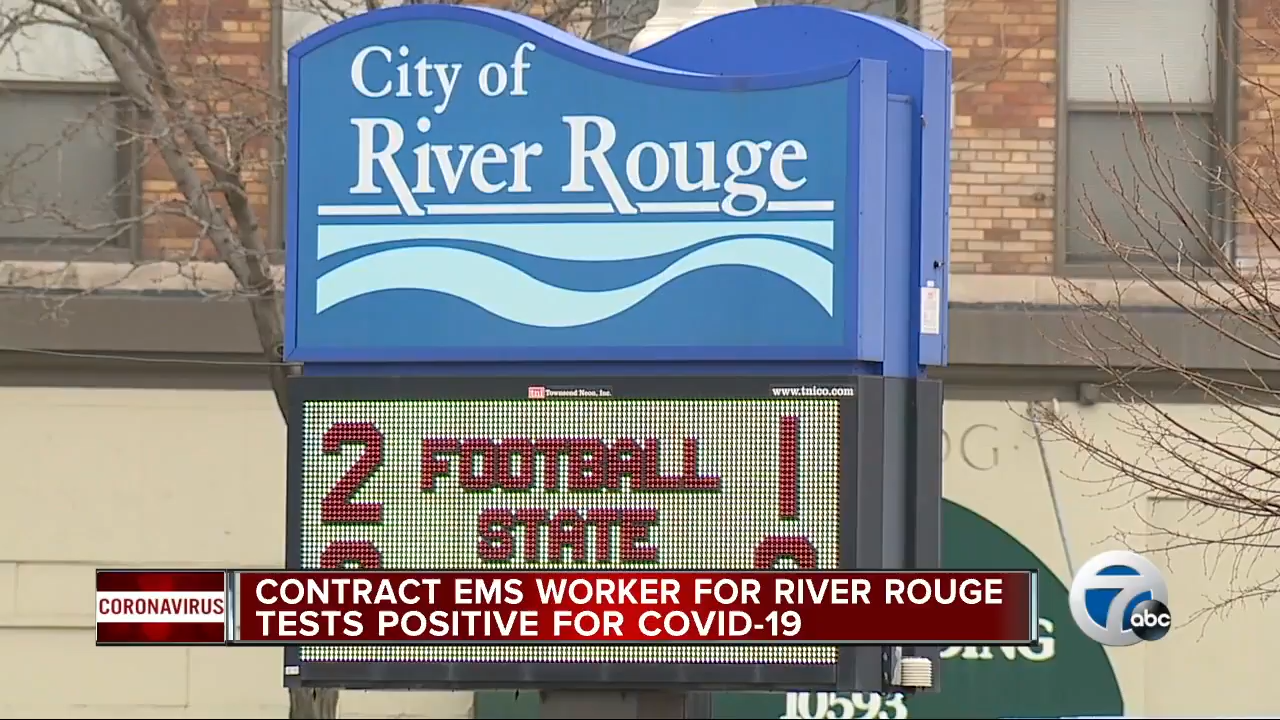 City of
River Rouge
Townsend Neon, Inc.
www.tnico.com
2 FOOTBALL 1
STATE
CORONAVIRUS
CONTRACT EMS WORKER FOR RIVER ROUGE
TESTS POSITIVE FOR COVID-19
7
abc
10593